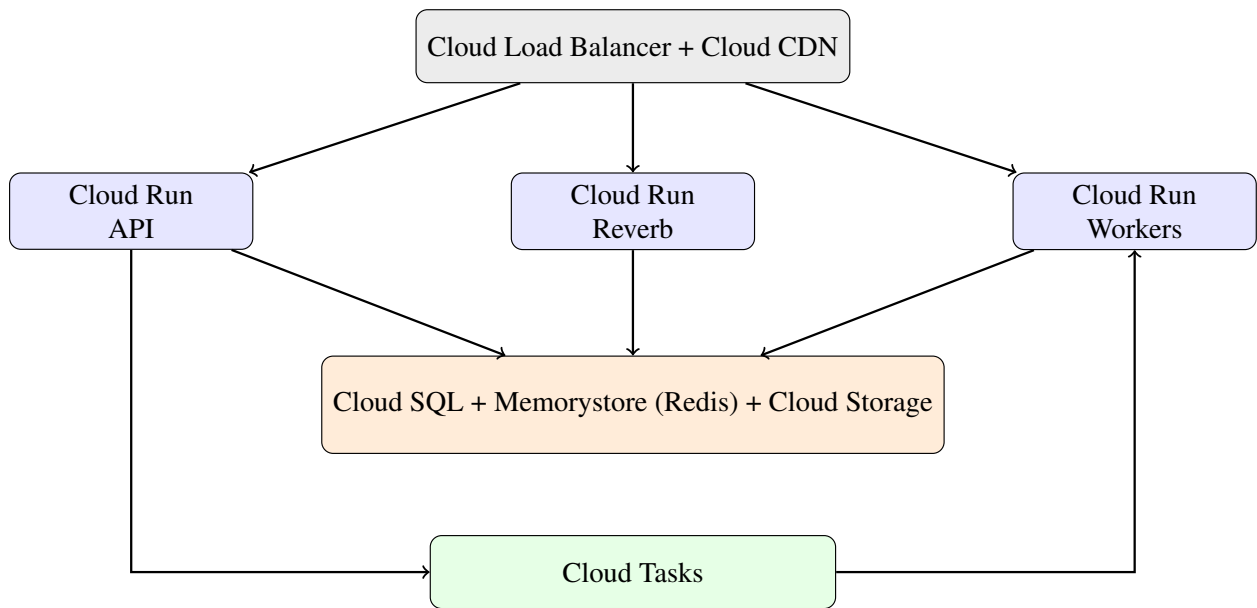 Cloud Load Balancer + Cloud CDN
Cloud Run
API
Cloud Run
Reverb
Cloud Run
Workers
Cloud SQL + Memorystore (Redis) + Cloud Storage
Cloud Tasks